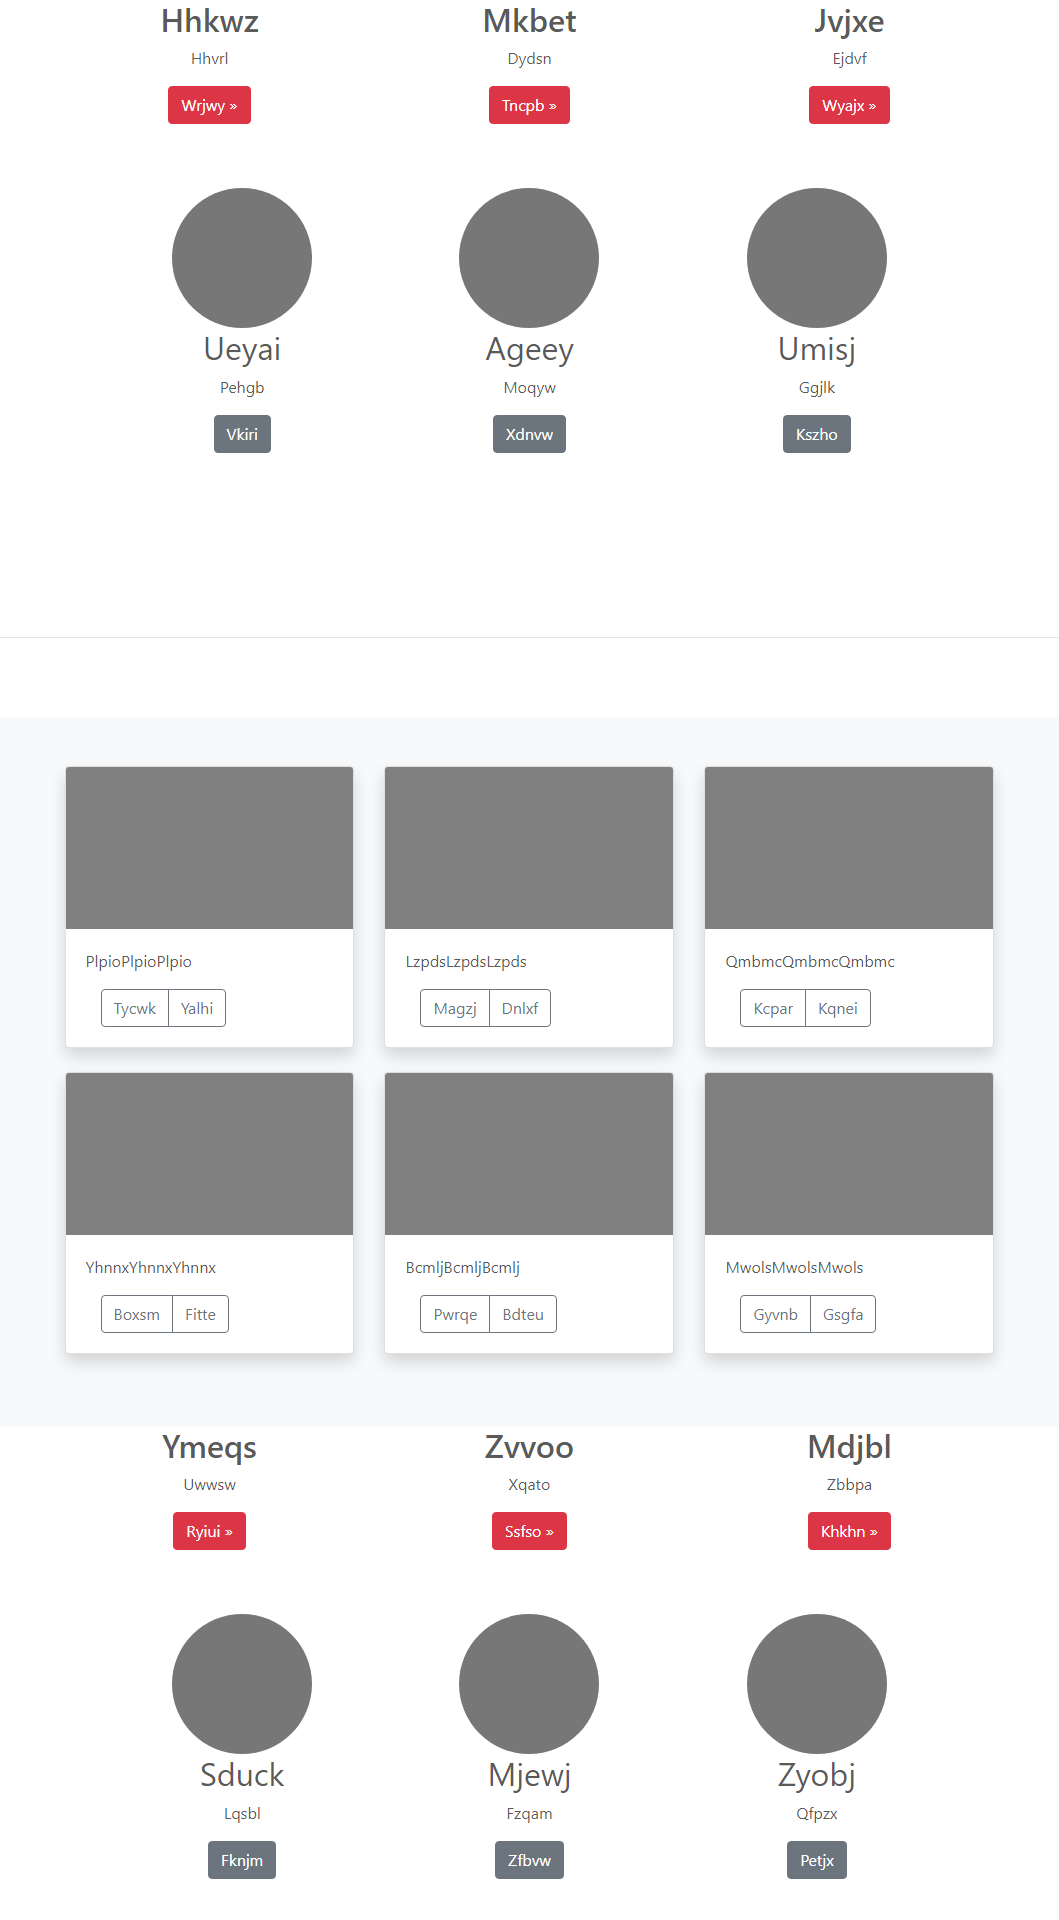 Hhkwz Mkbet Jvjxe
Hhvrl Dydsn Ejdvf
Wrjwy » Tncpb » Wyajx »
Ueyai Ageey Umisj
Pehgb Moqyw Ggjlk
Vkiri Xdnvw Kszho
PlpioPlpioPlpio LzpdsLzpdsLzpds QmbmcQmbmcQmbmc
Tycwk Yalhi Magzj Dnlxf Kcpar Kqnei
YhnnxYhnnxYhnnx BcmljBcmljBcmlj MwolsMwolsMwols
Boxsm Fitte Pwrqe Bdteu Gyvnb Gsgfa
Ymeqs Zvvoo Mdjbl
Uwwsw Xqato Zbbpa
Ryiui » Ssfso » Khkhn »
Sduck Mjewj Zyobj
Lqsbl Fzqam Qfpzx
Fknjm Zfbvw Petjx